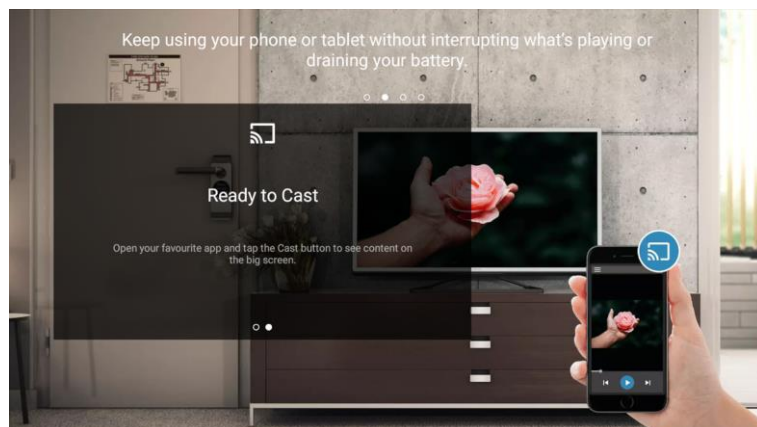 Keep using your phone or tablet without interrupting what's playing or
draining your battery.
Ready to Cast
Open your favourite app and tap the Cast button to see content on
the big screen.